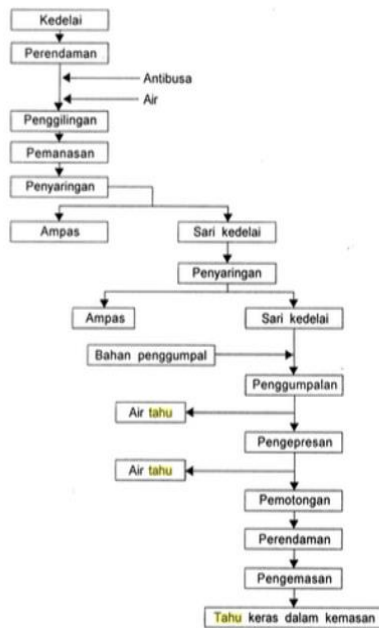 Kedelai
Perendaman
Antibusa
Air
Penggilingan
Pemanasan
Penyaringan
Ampas
Sari kedelai
Penyaringan
Ampas
Sari kedelai
Bahan penggumpal
Penggumpalan
Air tahu
Pengepresan
Air tahu
Pemotongan
Perendaman
Pengemasan
Tahu keras dalam kemasan